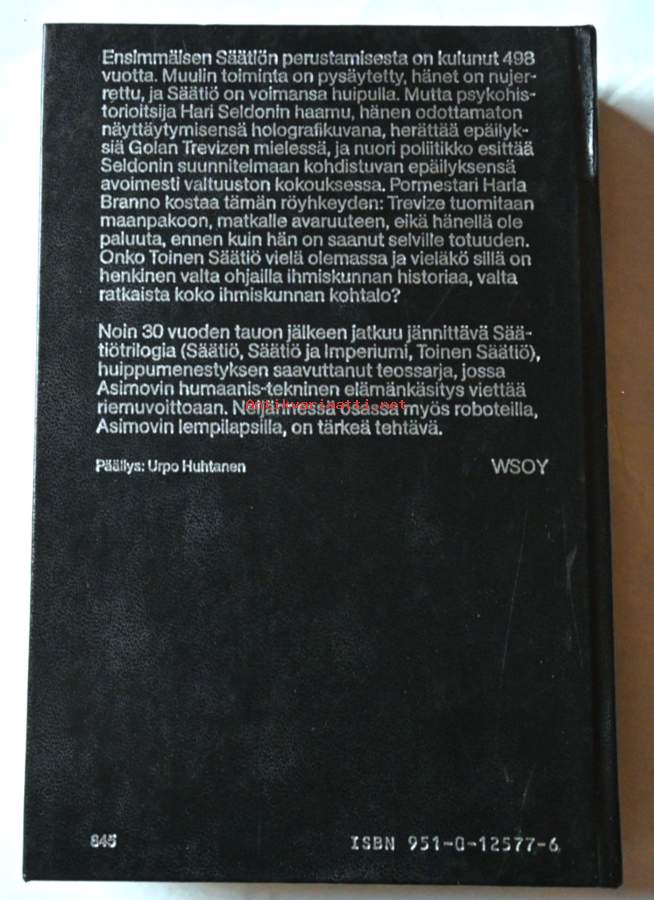 Ensimmäisen Säätiön perustamisesta on kulunut 498
vuotta. Muulin toiminta on pysäytetty, hänet on nujer-
rettu, ja Säätiö on voimansa huipulla. Mutta psykohis-
torioitsija Hari Seldonin haamu, hänen odottamaton
näyttäytymisensä holografikuvana, herättää epäilyk-
siä Golan Trevizen mielessä, ja nuori poliitikko esittää
Seldonin suunnitelmaan kohdistuvan epäilyksensä
avoimesti valtuuston kokouksessa. Pormestari Harla
Branno kostaa tämän röyhkeyden: Trevize tuomitaan
maanpakoon, matkalle avaruuteen, eikä hänellä ole
paluuta, ennen kuin hän on saanut selville totuuden.
Onko Toinen Säätiö vielä olemassa ja vieläkö sillä on
henkinen valta ohjailla ihmiskunnan historiaa, valta
ratkaista koko ihmiskunnan kohtalo?
Noin 30 vuoden tauon jälkeen jatkuu jännittävä Sää-
tiötrilogia (Säätiö, Säätiö ja Imperiumi, Toinen Säätiö),
huippumenestyksen saavuttanut teossarja, jossa
Asimovin humaanis-tekninen elämänkäsitys viettää
riemuvoittoaan. Neljännessä osassa myös roboteilla,
Antikvariaatti.net
Asimovin lempilapsilla, on tärkeä tehtävä.
Päällys: Urpo Huhtanen WSOY
845 ISBN 951-0-12577-6